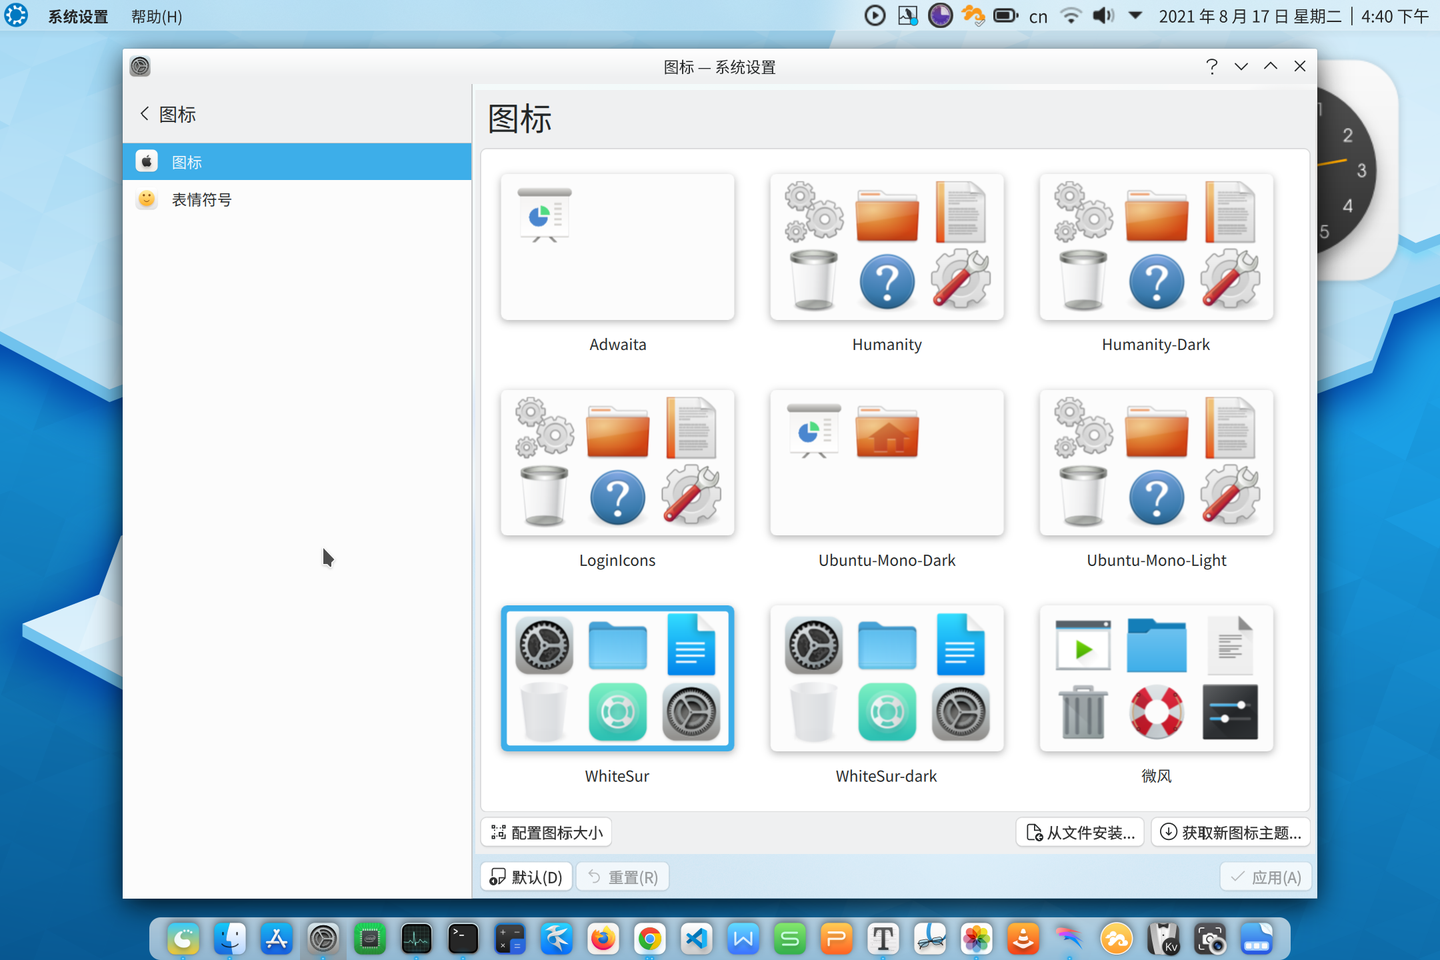 系统设置 帮助(H) cn 2021 年 8 月 17 日 星期二 4:40 下午
图标 — 系统设置
图标
图标
图标
表情符号
1
2
3
4
5
Adwaita
Humanity
Humanity-Dark
LoginIcons
Ubuntu-Mono-Dark
Ubuntu-Mono-Light
WhiteSur
WhiteSur-dark
微风
配置图标大小
从文件安装...
获取新图标主题...
默认(D)
重置(R)
应用(A)
>_
W
S
P
T
Kv